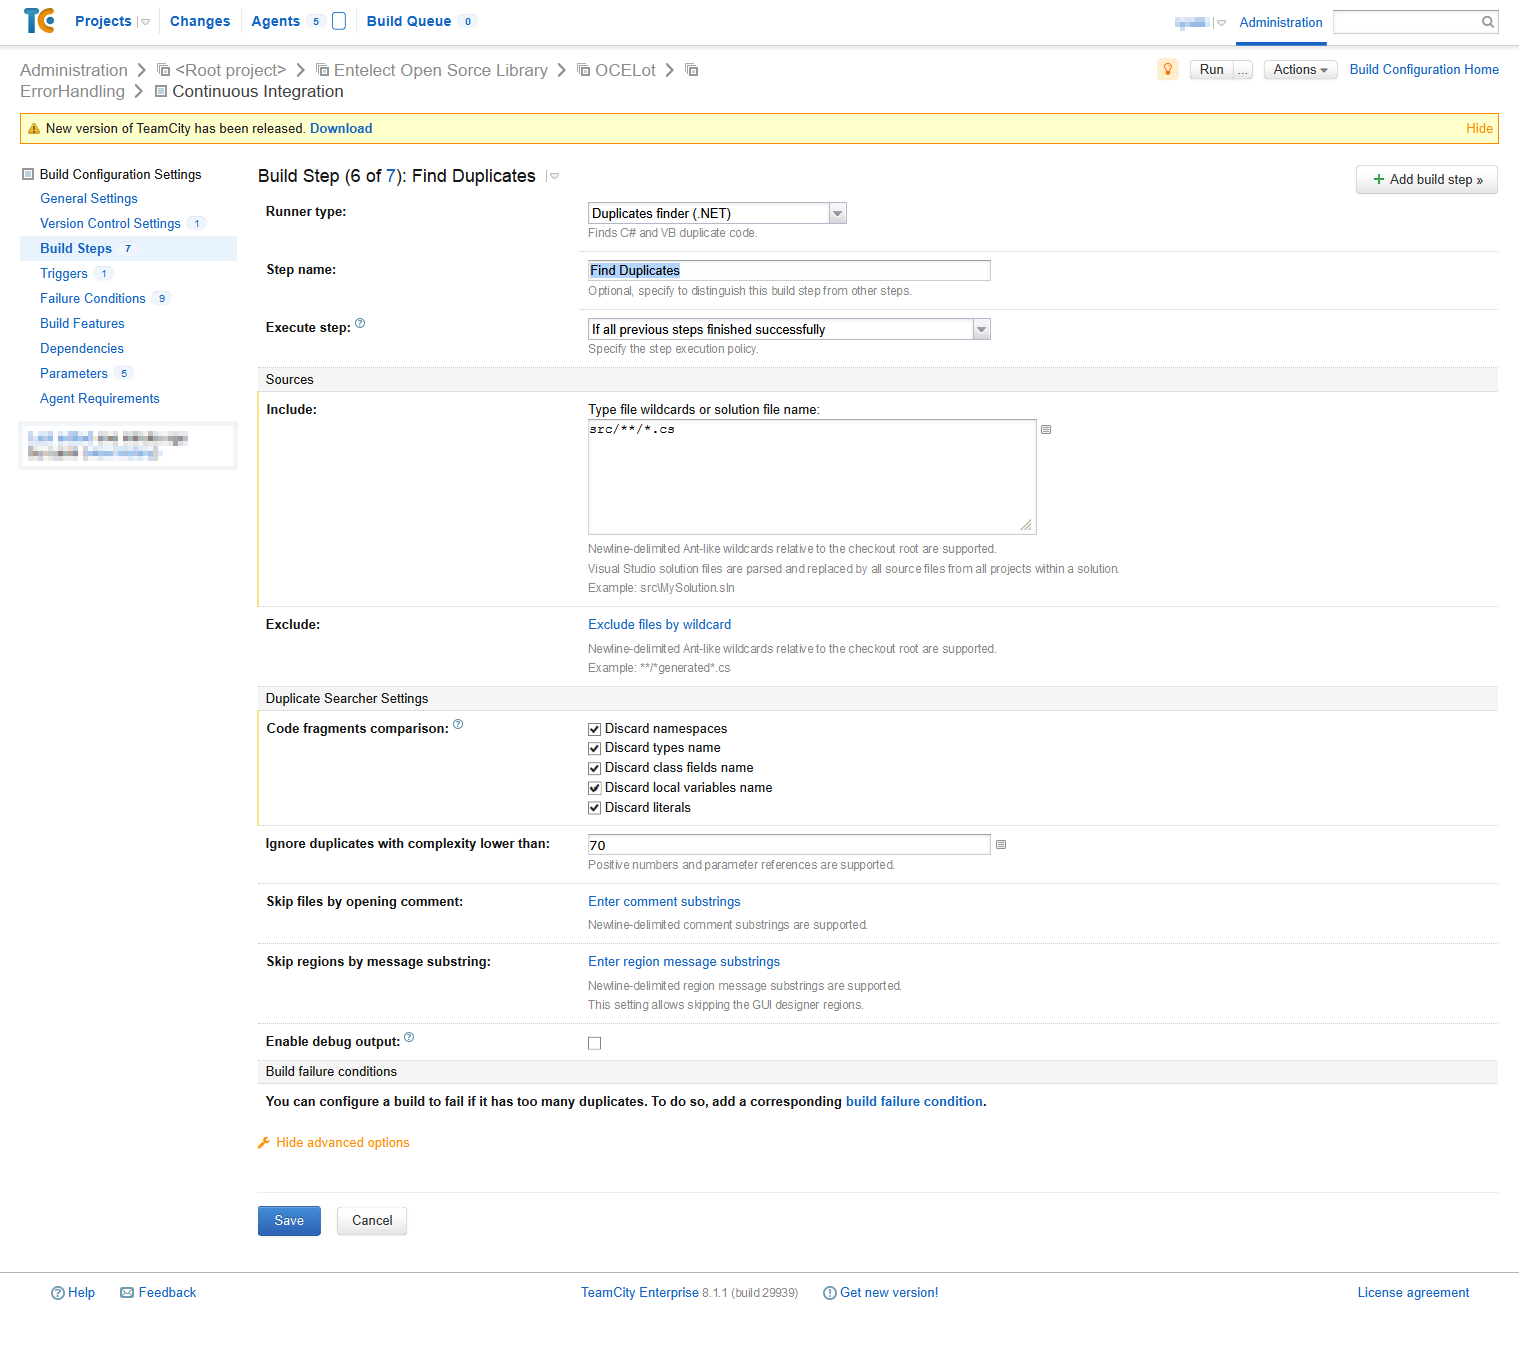 TC Projects Changes Agents 5 Build Queue 0 Administration
Administration <Root project> Entelect Open Sorce Library OCELot
ErrorHandling Continuous Integration
Run ... Actions Build Configuration Home
New version of TeamCity has been released. Download Hide
Build Configuration Settings
General Settings
Version Control Settings 1
Build Steps 7
Triggers 1
Failure Conditions 9
Build Features
Dependencies
Parameters 5
Agent Requirements
Build Step (6 of 7): Find Duplicates
+ Add build step »
Runner type: Duplicates finder (.NET)
Finds C# and VB duplicate code.
Step name: Find Duplicates
Optional, specify to distinguish this build step from other steps.
Execute step: If all previous steps finished successfully
Specify the step execution policy.
Sources
Include: Type file wildcards or solution file name:
src/**/*.cs
Newline-delimited Ant-like wildcards relative to the checkout root are supported.
Visual Studio solution files are parsed and replaced by all source files from all projects within a solution.
Example: src\MySolution.sln
Exclude: Exclude files by wildcard
Newline-delimited Ant-like wildcards relative to the checkout root are supported.
Example: **/*generated*.cs
Duplicate Searcher Settings
Code fragments comparison: Discard namespaces
Discard types name
Discard class fields name
Discard local variables name
Discard literals
Ignore duplicates with complexity lower than: 70
Positive numbers and parameter references are supported.
Skip files by opening comment: Enter comment substrings
Newline-delimited comment substrings are supported.
Skip regions by message substring: Enter region message substrings
Newline-delimited region message substrings are supported.
This setting allows skipping the GUI designer regions.
Enable debug output:
Build failure conditions
You can configure a build to fail if it has too many duplicates. To do so, add a corresponding build failure condition.
Hide advanced options
Save Cancel
Help Feedback TeamCity Enterprise 8.1.1 (build 29939) Get new version! License agreement